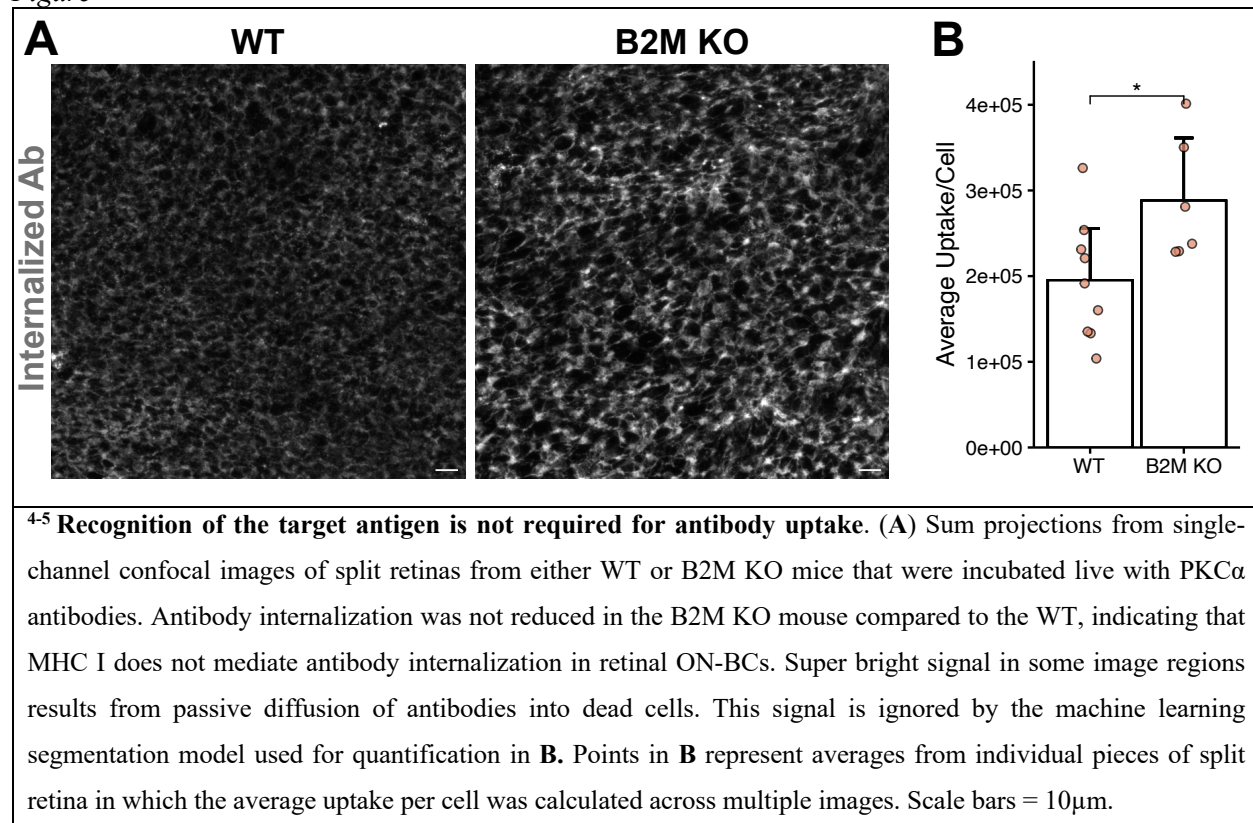 A WT B2M KO B
Internalized Ab
*
Average Uptake/Cell
4e+05
3e+05
2e+05
1e+05
0e+00
WT B2M KO
4-5 Recognition of the target antigen is not required for antibody uptake. (A) Sum projections from single-
channel confocal images of split retinas from either WT or B2M KO mice that were incubated live with PKCα
antibodies. Antibody internalization was not reduced in the B2M KO mouse compared to the WT, indicating that
MHC I does not mediate antibody internalization in retinal ON-BCs. Super bright signal in some image regions
results from passive diffusion of antibodies into dead cells. This signal is ignored by the machine learning
segmentation model used for quantification in B. Points in B represent averages from individual pieces of split
retina in which the average uptake per cell was calculated across multiple images. Scale bars = 10μm.